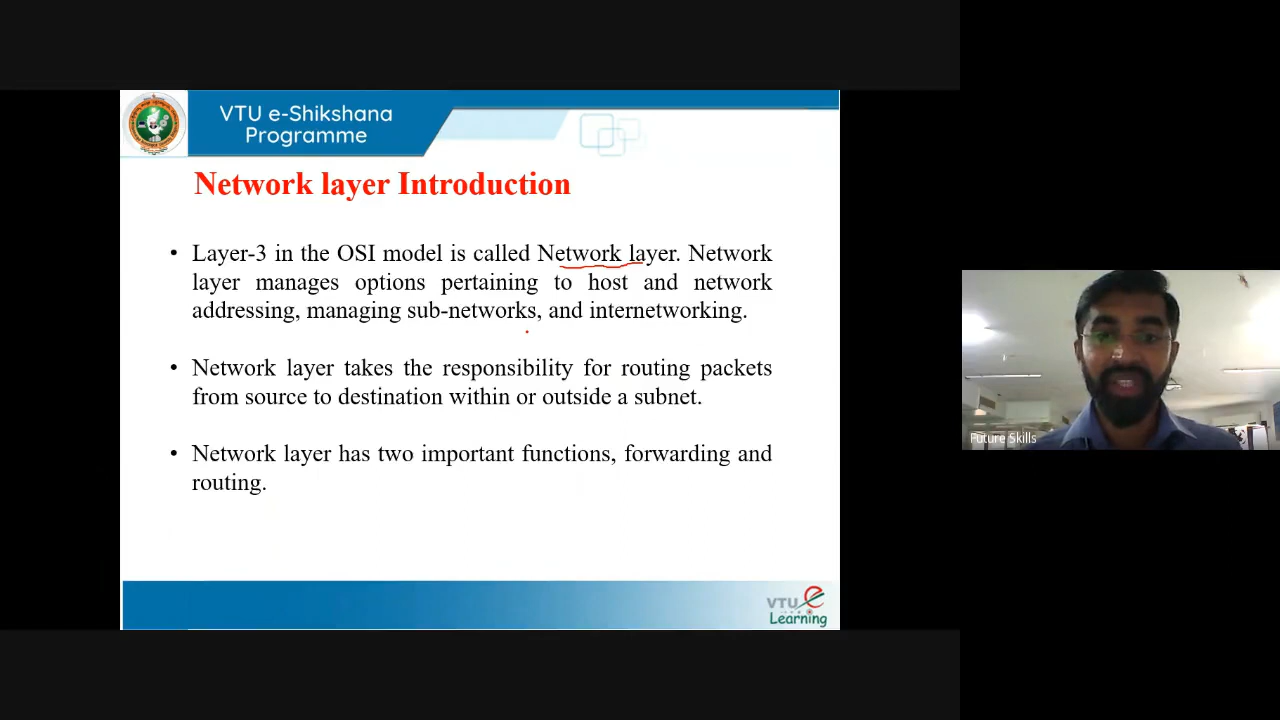 VTU e-Shikshana
Programme
Network layer Introduction
• Layer-3 in the OSI model is called Network layer. Network
layer manages options pertaining to host and network
addressing, managing sub-networks, and internetworking.
• Network layer takes the responsibility for routing packets
from source to destination within or outside a subnet.
• Network layer has two important functions, forwarding and
routing.
Future Skills
VTU e
Learning